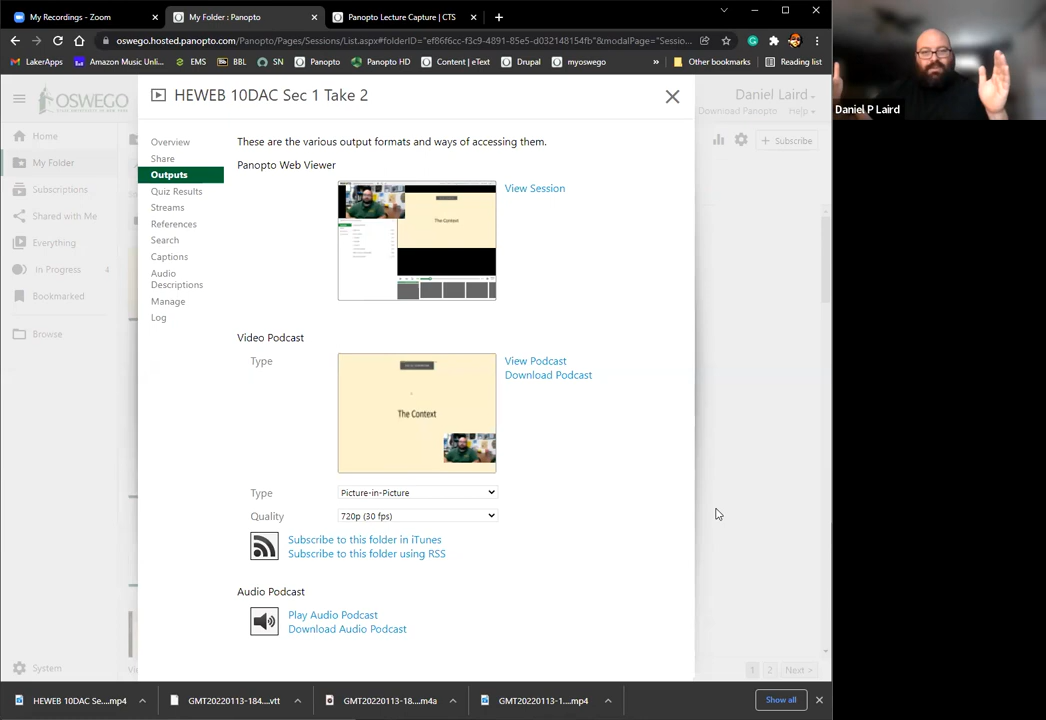 My Recordings - Zoom
My Folder : Panopto
Panopto Lecture Capture | CTS
oswego.hosted.panopto.com/Panopto/Pages/Sessions/List.aspx#folderID="ef86f6cc-f3c9-4891-85e5-d032148154fb"&modalPage="Sessio...
LakerApps
Amazon Music Unli...
EMS
BBL
SN
Panopto
Panopto HD
Content | eText
Drupal
myoswego
»
Other bookmarks
Reading list
OSWEGO
HEWEB 10DAC Sec 1 Take 2
Daniel Laird
Download Panopto
Help
Subscribe
Home
My Folder
Subscriptions
Shared with Me
Everything
In Progress 4
Bookmarked
Browse
System
Overview
Share
Outputs
Quiz Results
Streams
References
Search
Captions
Audio
Descriptions
Manage
Log
These are the various output formats and ways of accessing them.
Panopto Web Viewer
The Context
View Session
Video Podcast
Type
The Context
View Podcast
Download Podcast
Type Picture-in-Picture
Quality 720p (30 fps)
Subscribe to this folder in iTunes
Subscribe to this folder using RSS
Audio Podcast
Play Audio Podcast
Download Audio Podcast
1 2 Next >
HEWEB 10DAC Se....mp4
GMT20220113-184....vtt
GMT20220113-18....m4a
GMT20220113-1....mp4
Show all
Daniel P Laird